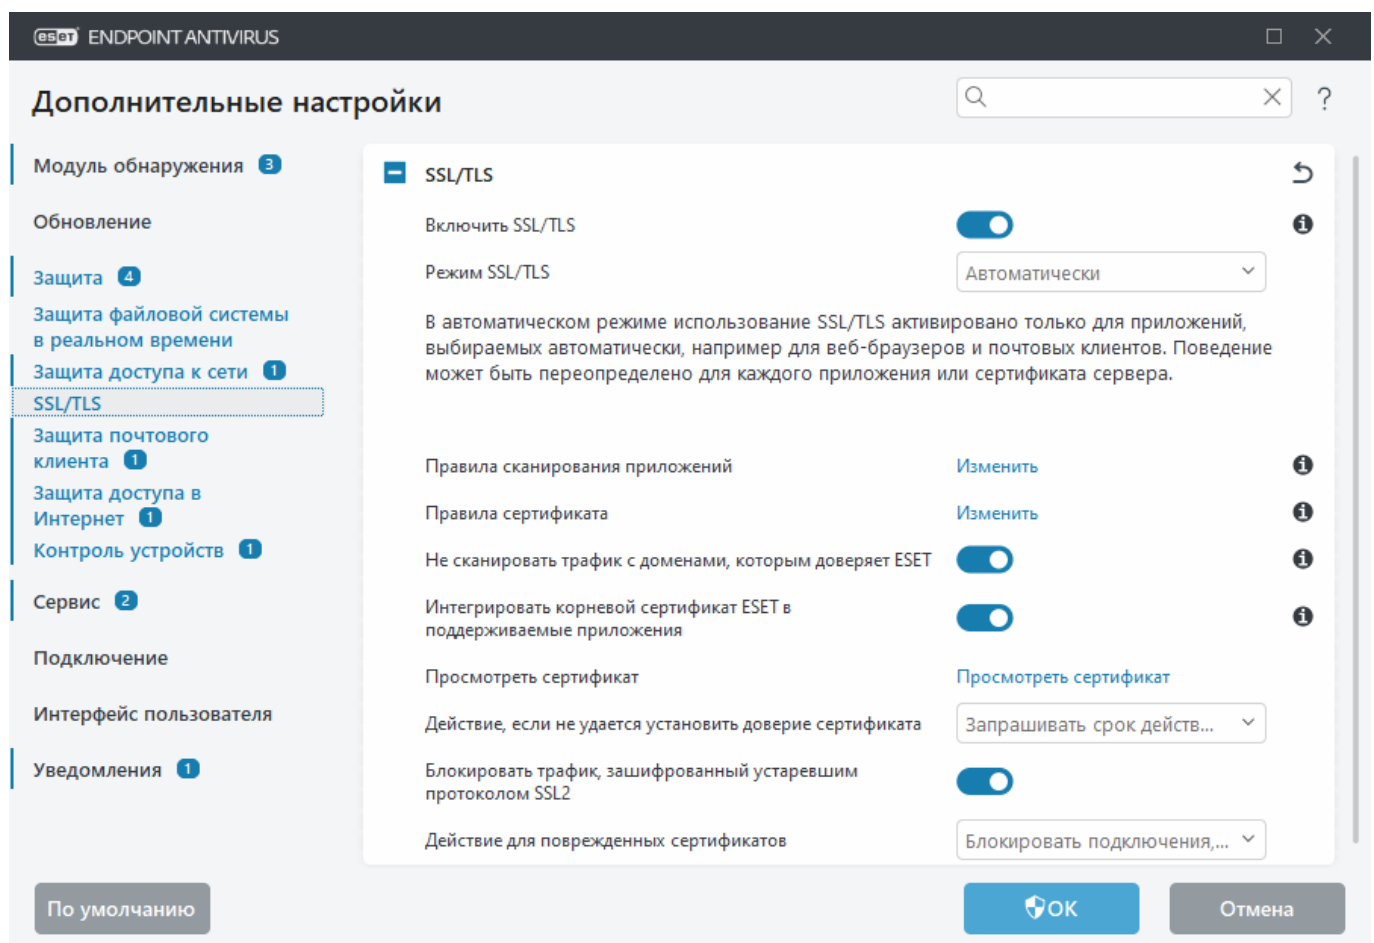 eset ENDPOINT ANTIVIRUS
Дополнительные настройки
?
Модуль обнаружения 3
Обновление
Защита 4
Защита файловой системы
в реальном времени
Защита доступа к сети 1
SSL/TLS
Защита почтового
клиента 1
Защита доступа в
Интернет 1
Контроль устройств 1
Сервис 2
Подключение
Интерфейс пользователя
Уведомления 1
SSL/TLS
Включить SSL/TLS
Режим SSL/TLS Автоматически
В автоматическом режиме использование SSL/TLS активировано только для приложений,
выбираемых автоматически, например для веб-браузеров и почтовых клиентов. Поведение
может быть переопределено для каждого приложения или сертификата сервера.
Правила сканирования приложений Изменить
Правила сертификата Изменить
Не сканировать трафик с доменами, которым доверяет ESET
Интегрировать корневой сертификат ESET в
поддерживаемые приложения
Просмотреть сертификат Просмотреть сертификат
Действие, если не удается установить доверие сертификата Запрашивать срок действ...
Блокировать трафик, зашифрованный устаревшим
протоколом SSL2
Действие для поврежденных сертификатов Блокировать подключения,...
По умолчанию OK Отмена